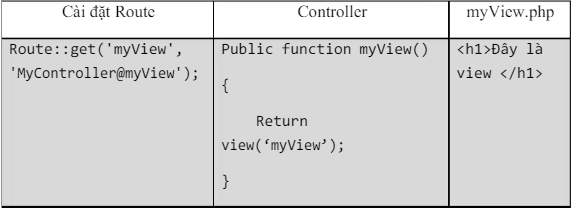 Cài đặt Route
Controller
myView.php
Route::get('myView',
'MyController@myView');
Public function myView()
{
Return
view(‘myView’);
}
<h1>Đây là
view </h1>